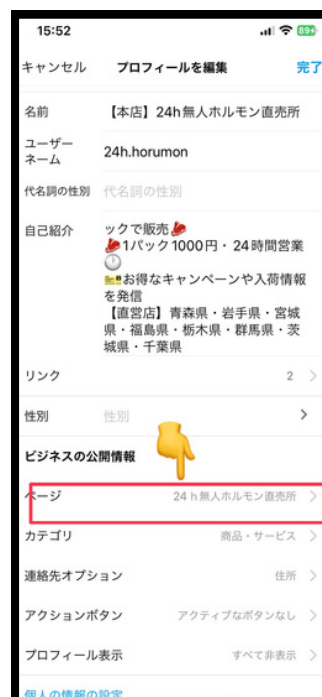 15:52
89
キャンセル プロフィールを編集 完了
名前 【本店】24h無人ホルモン直売所
ユーザー
ネーム 24h.horumon
代名詞の性別 代名詞の性別
自己紹介 ックで販売
1パック1000円・24時間営業
お得なキャンペーンや入荷情報
を発信
【直営店】青森県・岩手県・宮城
県・福島県・栃木県・群馬県・茨
城県・千葉県
リンク 2
性別 性別
ビジネスの公開情報
ページ 24h無人ホルモン直売所
カテゴリ 商品・サービス
連絡先オプション 住所
アクションボタン アクティブなボタンなし
プロフィール表示 すべて非表示
個人の情報の設定